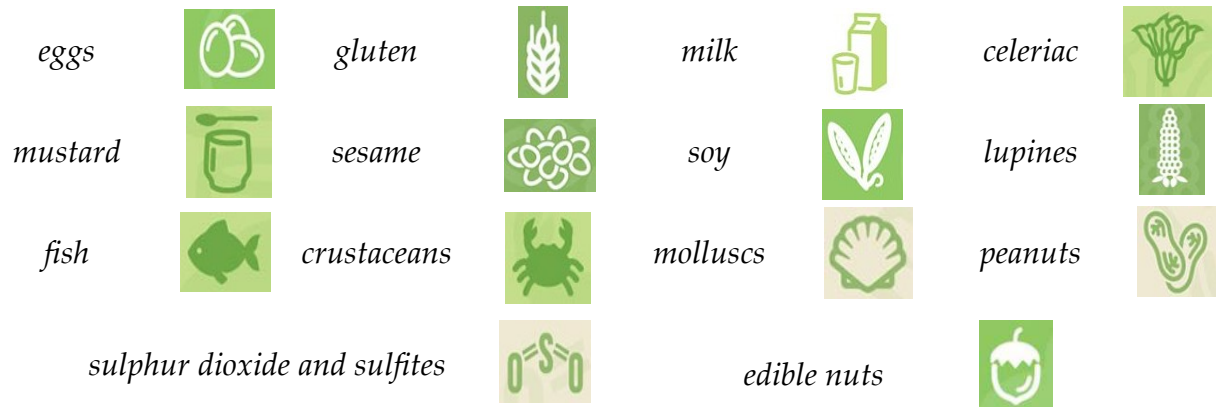 eggs gluten milk celeriac
mustard sesame soy lupines
fish crustaceans molluscs peanuts
sulphur dioxide and sulfites O S O edible nuts